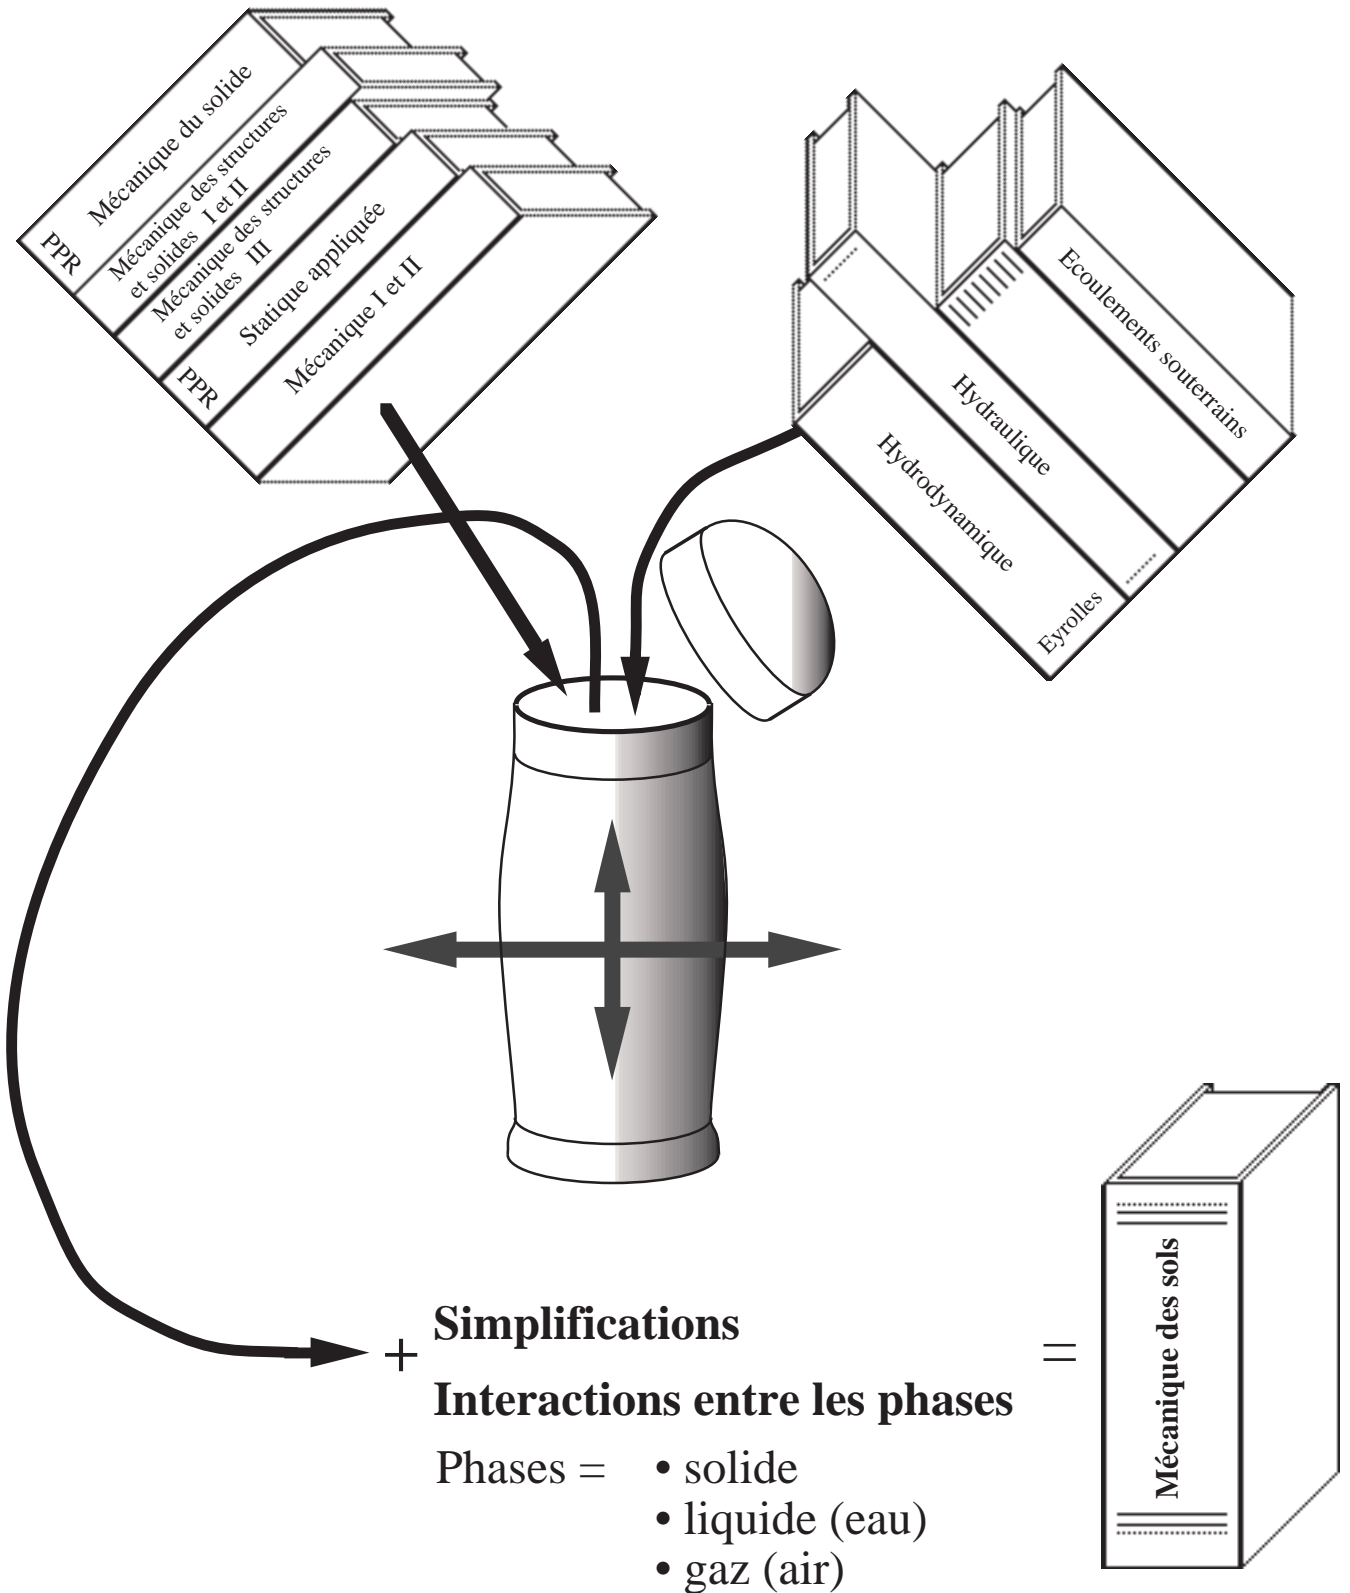 Mécanique du solide
PPR
Mécanique des structures
et solides I et II
Mécanique des structures
et solides III
Statique appliquée
PPR
Mécanique I et II
Ecoulements souterrains
Hydraulique
Hydrodynamique
Eyrolles
+ Simplifications
Interactions entre les phases
Phases = • solide
• liquide (eau)
• gaz (air)
=
Mécanique des sols